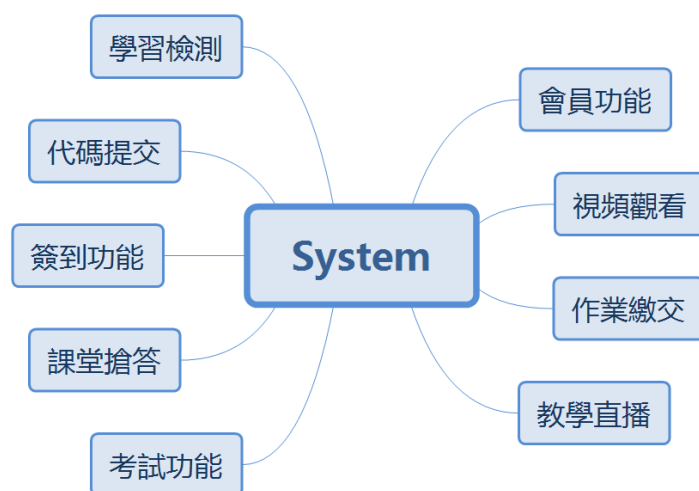 學習檢測
代碼提交
簽到功能
課堂搶答
考試功能
System
會員功能
視頻觀看
作業繳交
教學直播